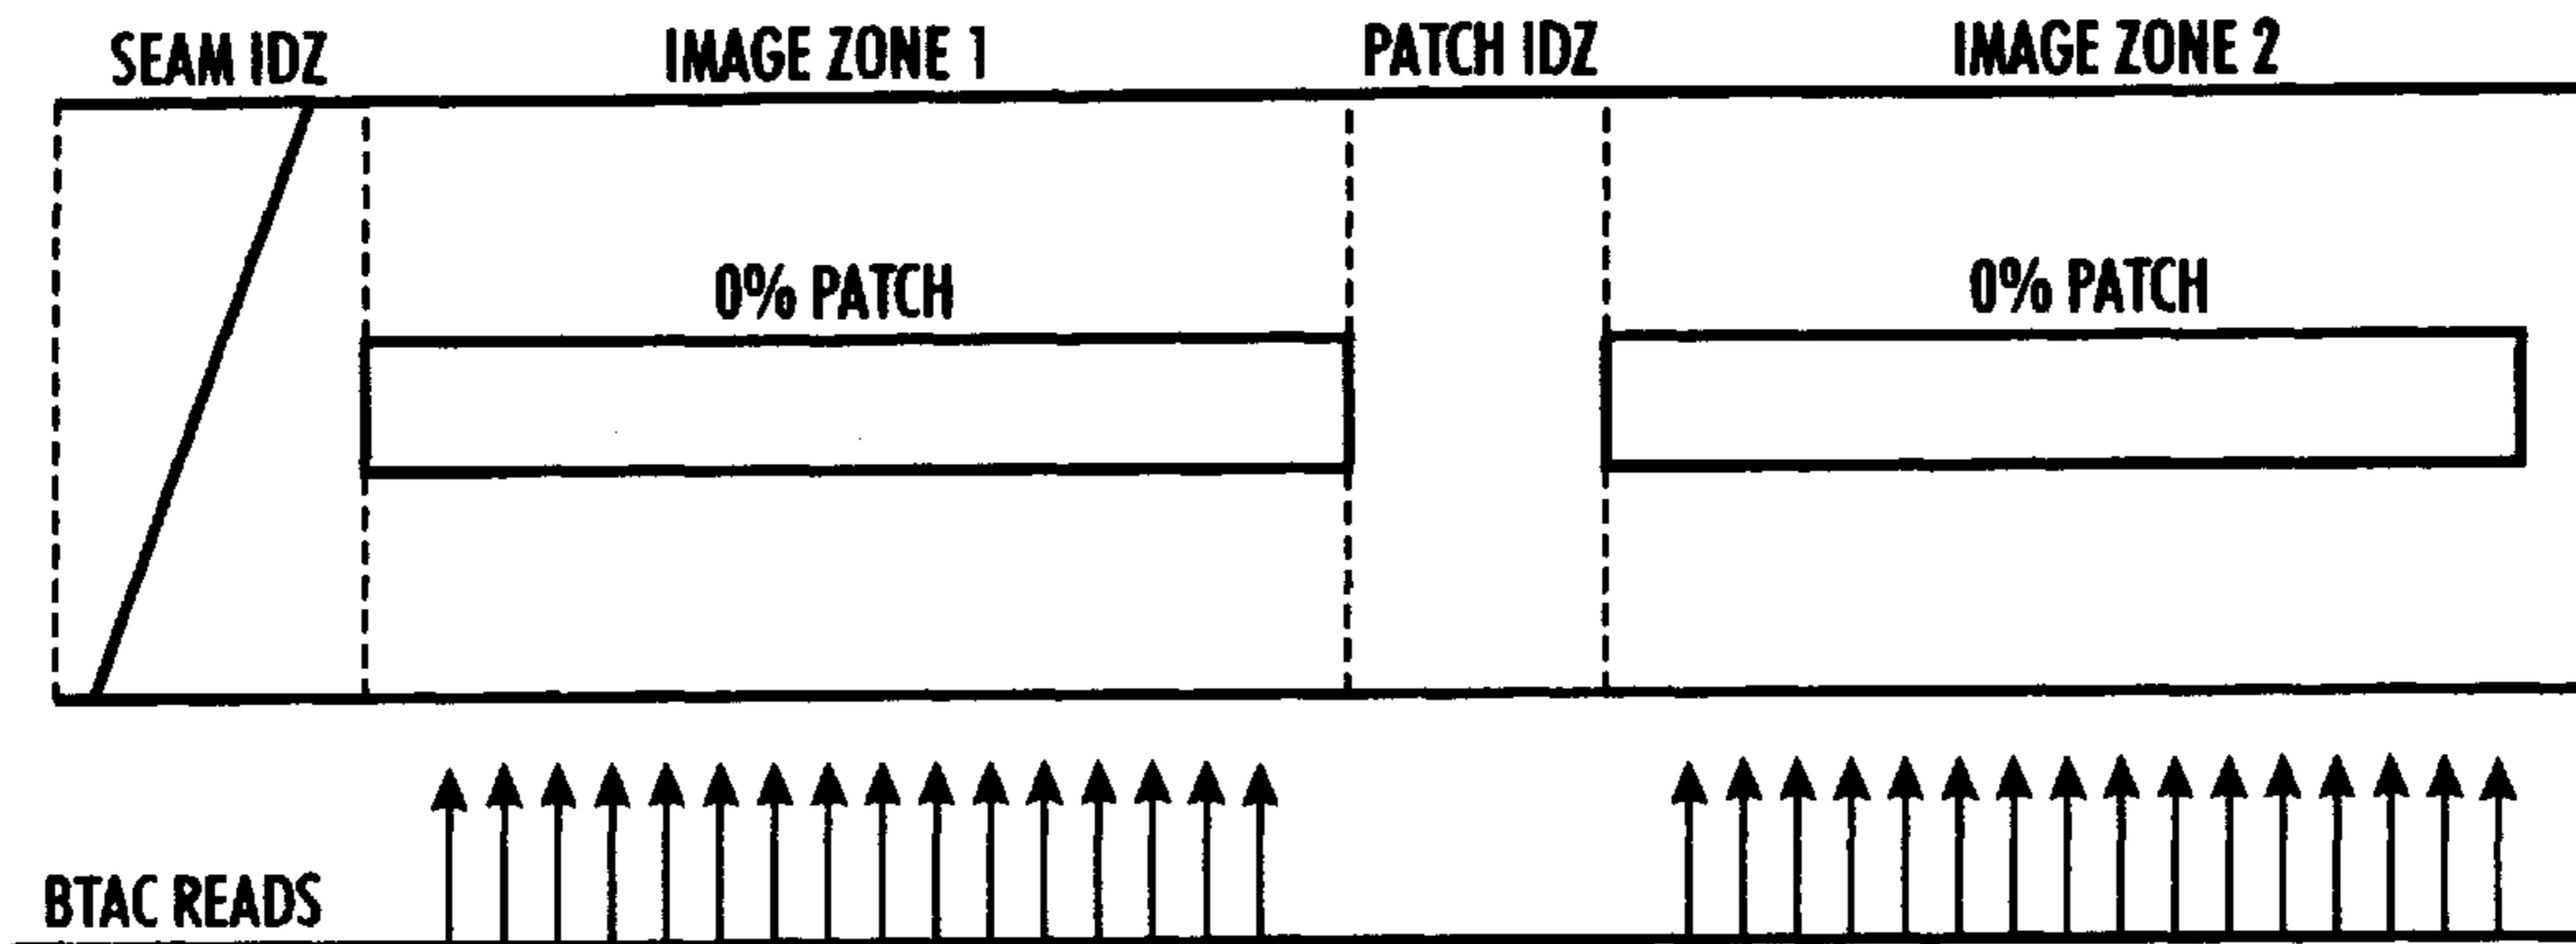 SEAM IDZ
IMAGE ZONE 1
PATCH IDZ
IMAGE ZONE 2
0% PATCH
0% PATCH
BTAC READS